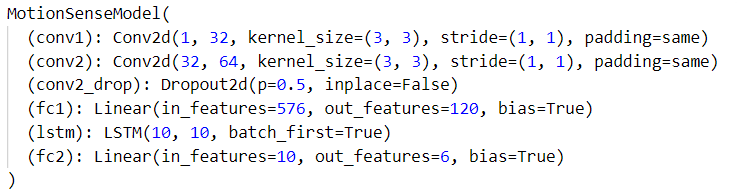 MotionSenseModel(
  (conv1): Conv2d(1, 32, kernel_size=(3, 3), stride=(1, 1), padding=same)
  (conv2): Conv2d(32, 64, kernel_size=(3, 3), stride=(1, 1), padding=same)
  (conv2_drop): Dropout2d(p=0.5, inplace=False)
  (fc1): Linear(in_features=576, out_features=120, bias=True)
  (lstm): LSTM(10, 10, batch_first=True)
  (fc2): Linear(in_features=10, out_features=6, bias=True)
)